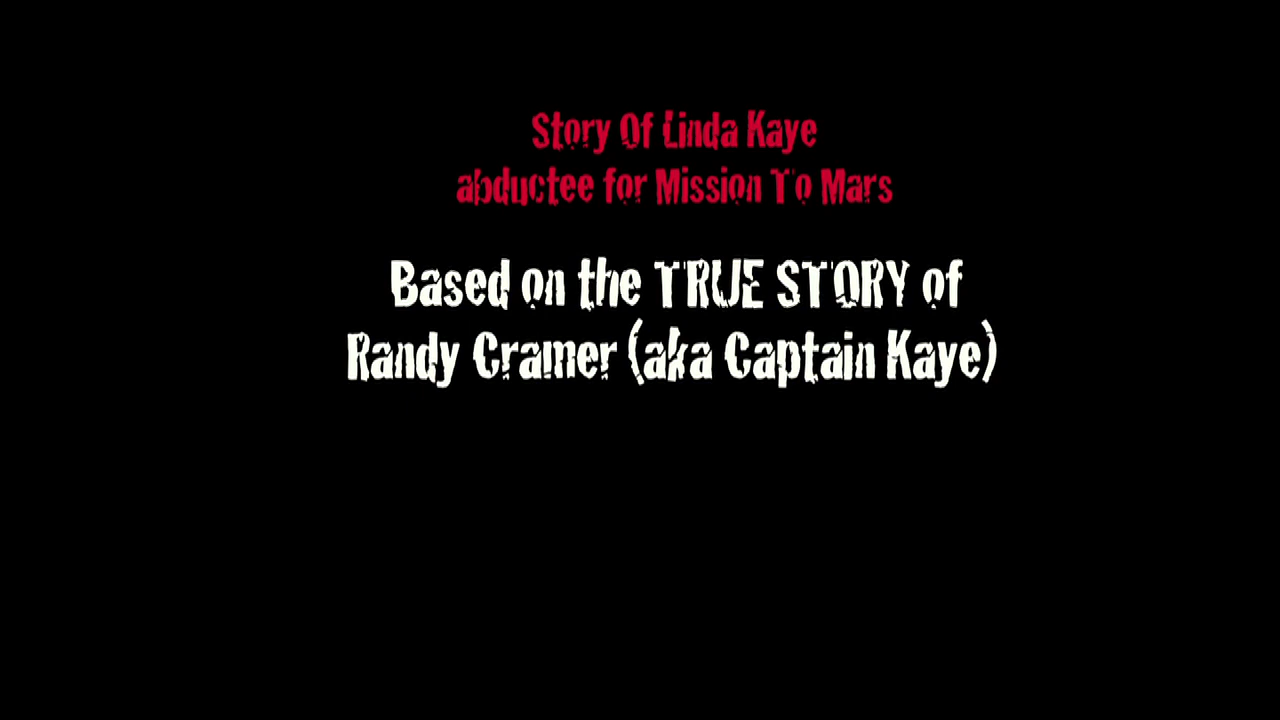 Story Of Linda Kaye
abductee for Mission To Mars
Based on the TRUE STORY of
Randy Cramer (aka Captain Kaye)